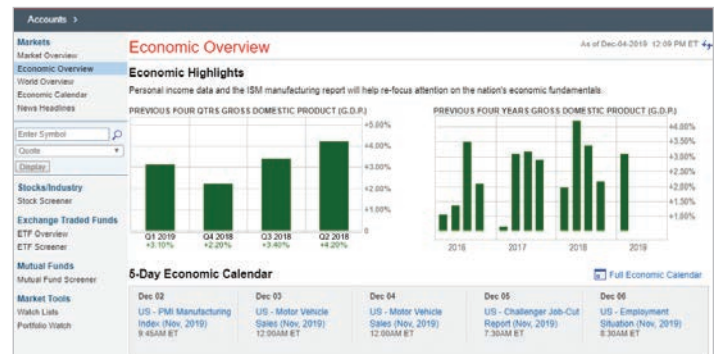 Accounts >
Markets
Market Overview
Economic Overview
World Overview
Economic Calendar
News Headlines
Enter Symbol
Quote
Display
Stocks/Industry
Stock Screener
Exchange Traded Funds
ETF Overview
ETF Screener
Mutual Funds
Mutual Fund Screener
Market Tools
Watch Lists
Portfolio Watch
Economic Overview
As of Dec-04-2019 12:09 PM ET
Economic Highlights
Personal income data and the ISM manufacturing report will help re-focus attention on the nation's economic fundamentals.
PREVIOUS FOUR QTRS GROSS DOMESTIC PRODUCT (G.D.P.)
+5.00%
+4.00%
+3.00%
+2.00%
+1.00%
0
Q1 2019 Q4 2018 Q3 2018 Q2 2018
+3.10% +2.20% +3.40% +4.20%
PREVIOUS FOUR YEARS GROSS DOMESTIC PRODUCT (G.D.P.)
+4.00%
+3.50%
+3.00%
+2.50%
+2.00%
+1.50%
+1.00%
2016 2017 2018 2019
5-Day Economic Calendar
Full Economic Calendar
Dec 02
US - PMI Manufacturing
Index (Nov, 2019)
9:45AM ET
Dec 03
US - Motor Vehicle
Sales (Nov, 2019)
12:00AM ET
Dec 04
US - Motor Vehicle
Sales (Nov, 2019)
12:00AM ET
Dec 05
US - Challenger Job-Cut
Report (Nov, 2019)
7:30AM ET
Dec 06
US - Employment
Situation (Nov, 2019)
8:30AM ET